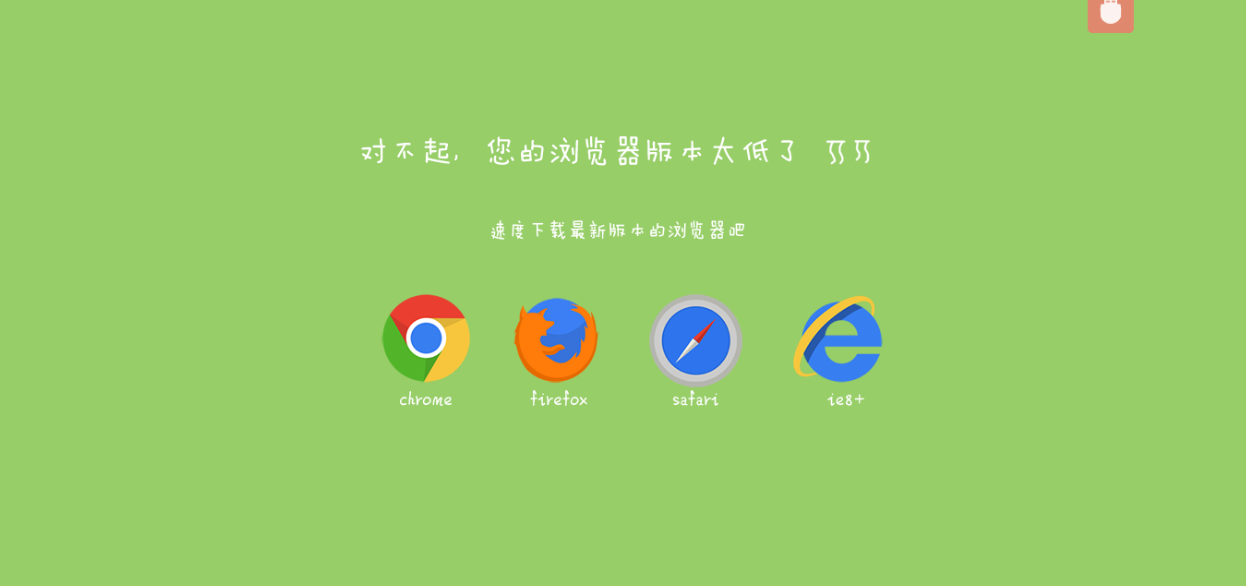 对不起, 您的浏览器版本太低了 ㄎㄎ
速度下载最新版本的浏览器吧
chrome firefox safari ie8+